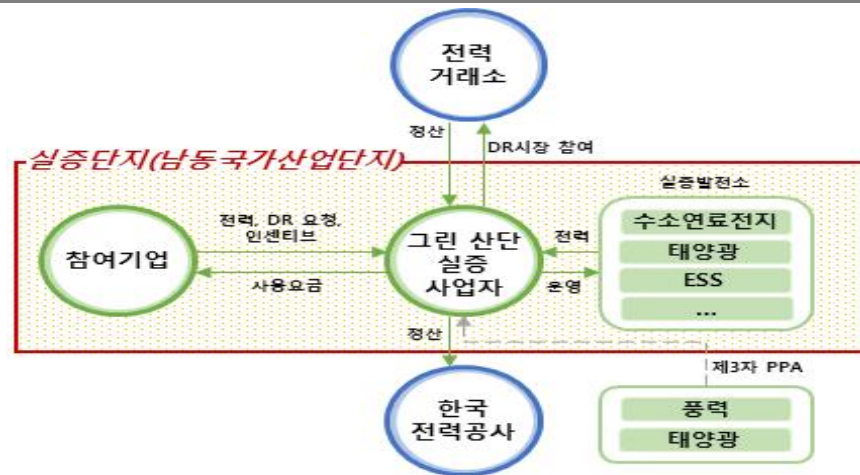 전력
거래소
정산
DR시장 참여
실증단지(남동국가산업단지)
실증발전소
전력, DR 요청,
인센티브
참여기업
사용요금
그린 산단
실증
사업자
전력
운영
수소연료전지
태양광
ESS
...
정산
제3자 PPA
한국
전력공사
풍력
태양광